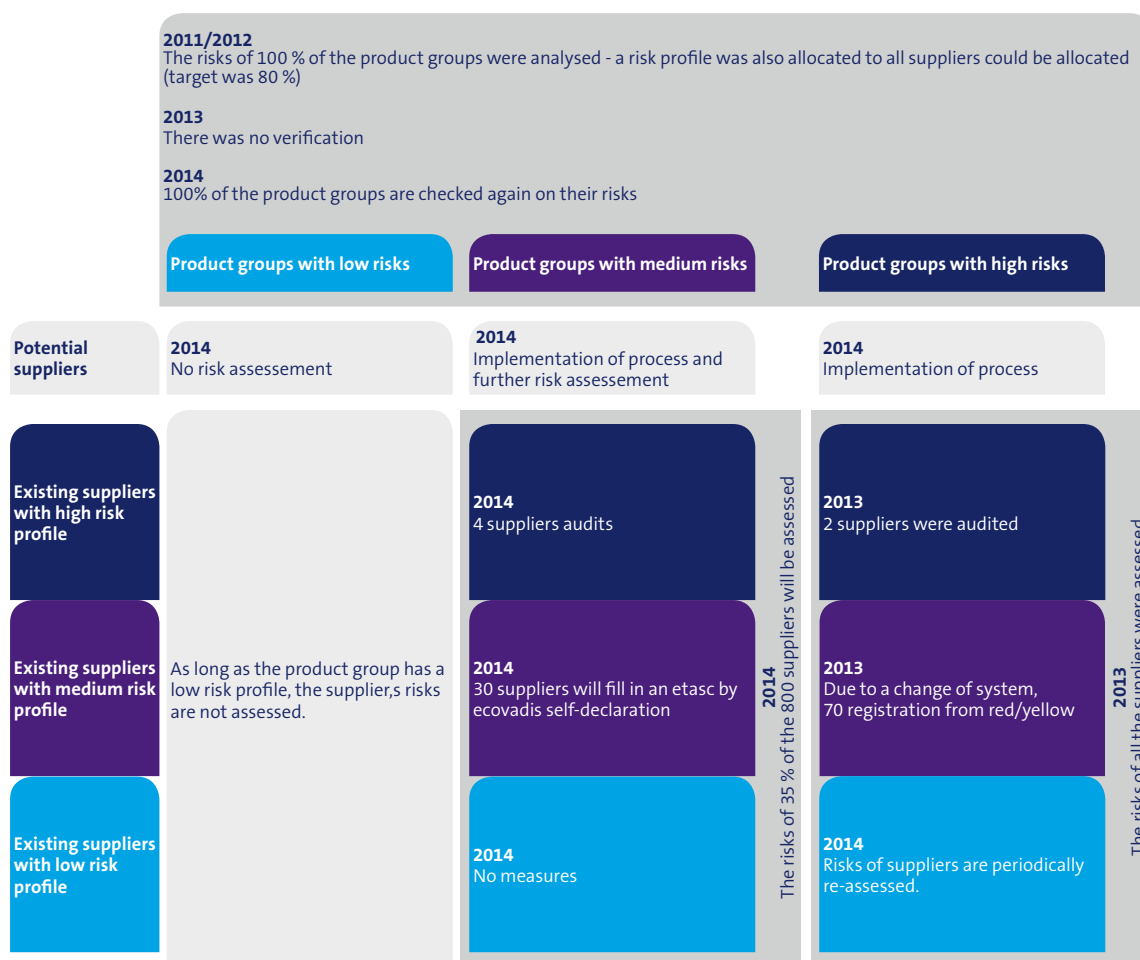 2011/2012
The risks of 100 % of the product groups were analysed - a risk profile was also allocated to all suppliers could be allocated
(target was 80 %)
2013
There was no verification
2014
100% of the product groups are checked again on their risks
Product groups with low risks
Product groups with medium risks
Product groups with high risks
Potential
suppliers
2014
No risk assessement
2014
Implementation of process and
further risk assessement
2014
Implementation of process
Existing suppliers
with high risk
profile
2014
4 suppliers audits
2013
2 suppliers were audited
Existing suppliers
with medium risk
profile
As long as the product group has a
low risk profile, the supplier,s risks
are not assessed.
2014
30 suppliers will fill in an etasc by
ecovadis self-declaration
2013
Due to a change of system,
70 registration from red/yellow
Existing suppliers
with low risk
profile
2014
No measures
2014
Risks of suppliers are periodically
re-assessed.
2014
The risks of 35 % of the 800 suppliers will be assessed
2013
The risks of all the suppliers were assessed